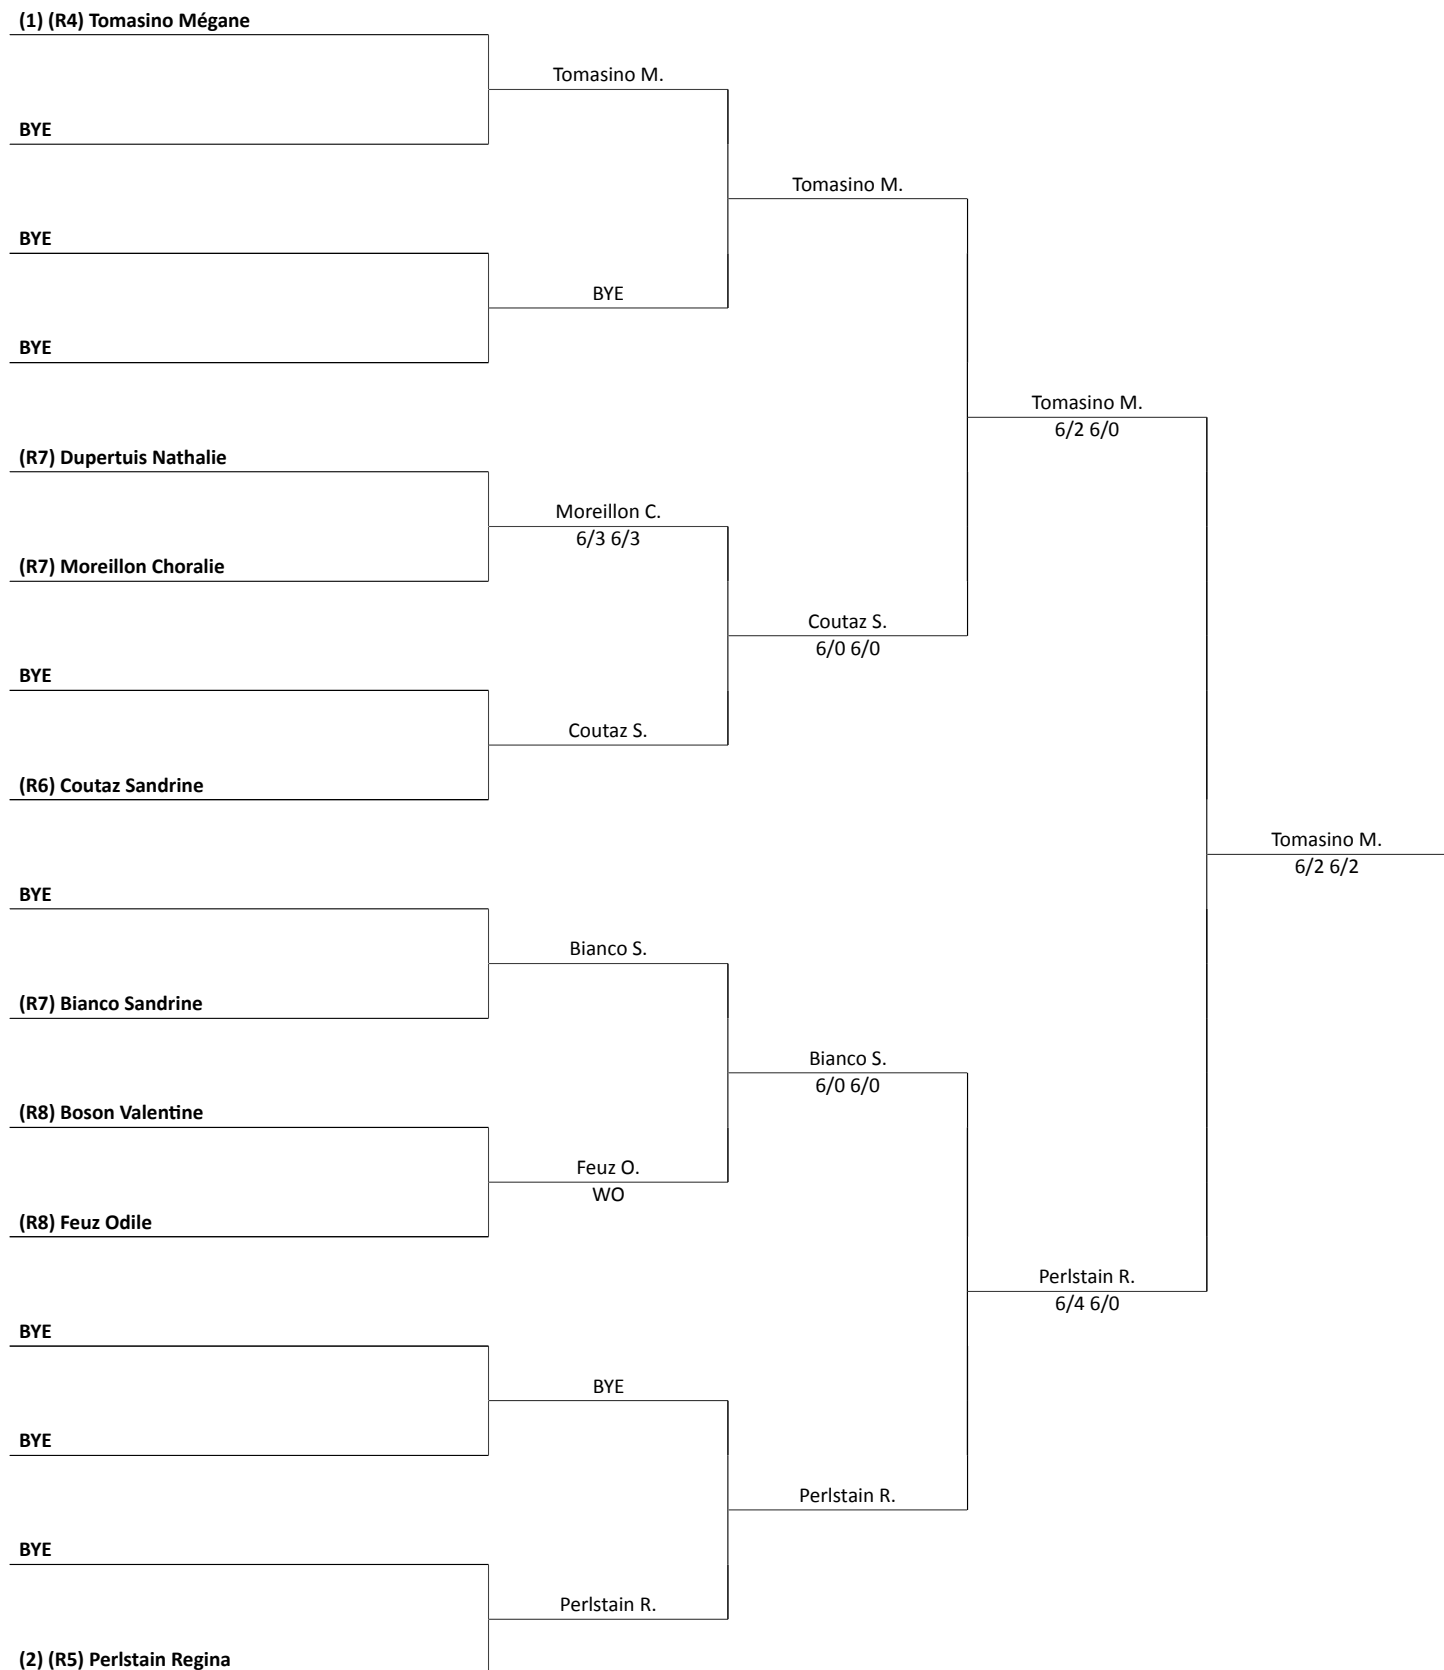 (1) (R4) Tomasino Mégane
Tomasino M.
BYE
Tomasino M.
BYE
BYE
BYE
Tomasino M.
6/2 6/0
(R7) Dupertuis Nathalie
Moreillon C.
6/3 6/3
(R7) Moreillon Choralie
Coutaz S.
6/0 6/0
BYE
Coutaz S.
(R6) Coutaz Sandrine
Tomasino M.
6/2 6/2
BYE
Bianco S.
(R7) Bianco Sandrine
Bianco S.
6/0 6/0
(R8) Boson Valentine
Feuz O.
WO
(R8) Feuz Odile
Perlstain R.
6/4 6/0
BYE
BYE
BYE
Perlstain R.
BYE
Perlstain R.
(2) (R5) Perlstain Regina